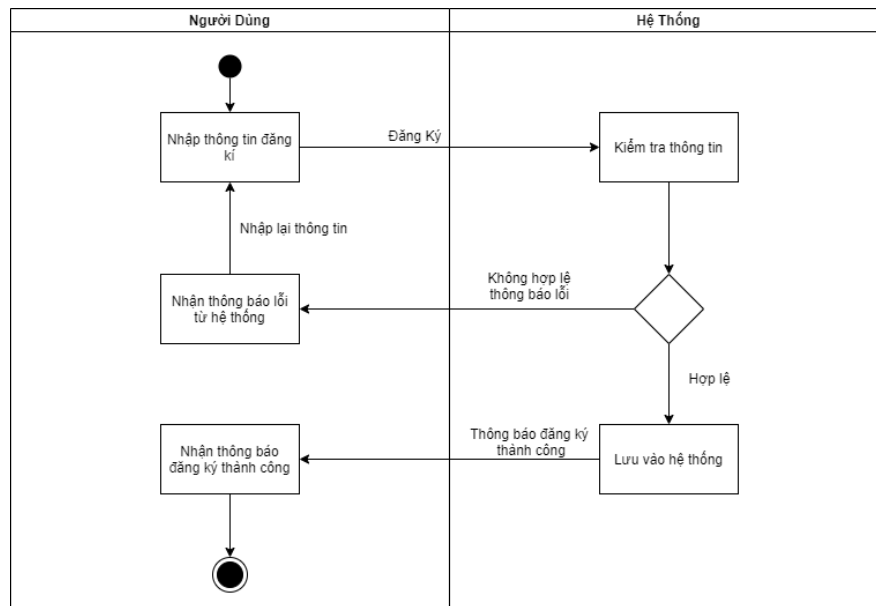 Người Dùng
Hệ Thống
Nhập thông tin đăng
kí
Đăng Ký
Kiểm tra thông tin
Nhập lại thông tin
Không hợp lệ
thông báo lỗi
Nhận thông báo lỗi
từ hệ thống
Hợp lệ
Thông báo đăng ký
thành công
Nhận thông báo
đăng ký thành công
Lưu vào hệ thống